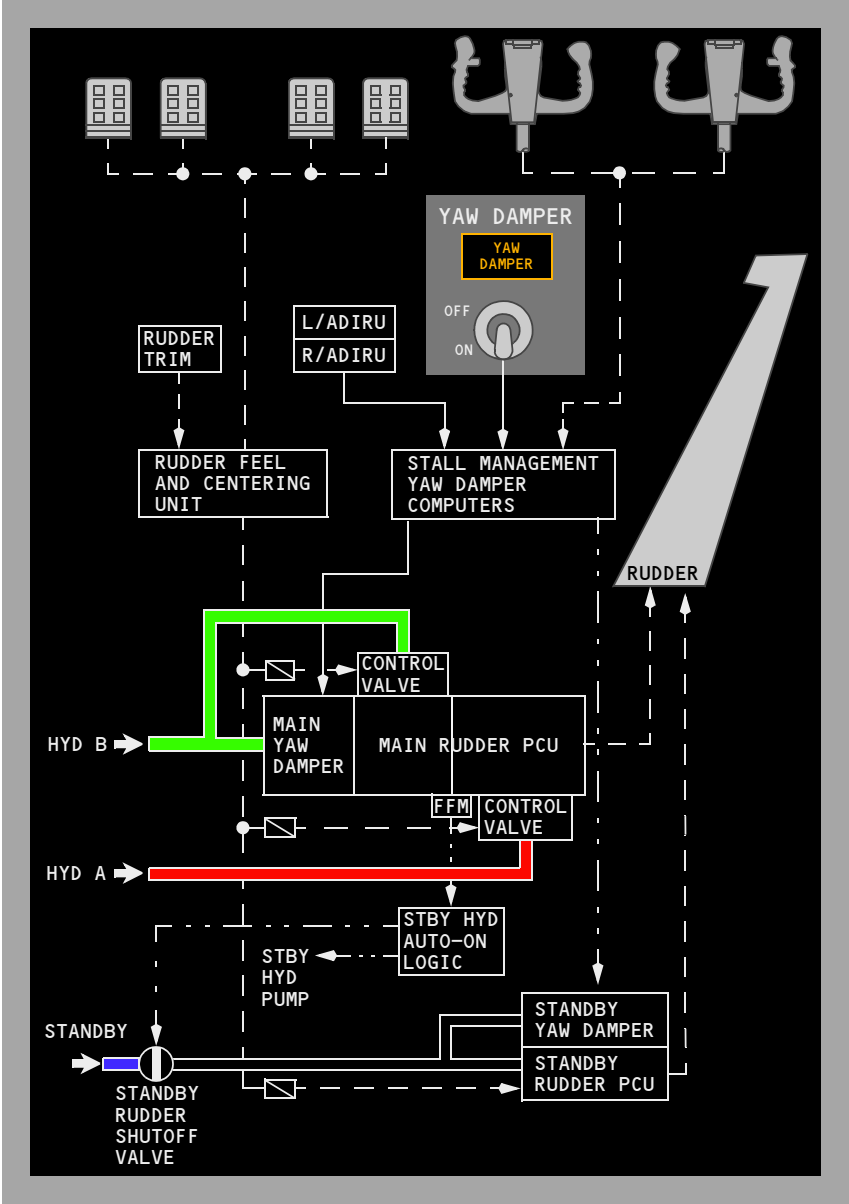 YAW DAMPER
YAW
DAMPER
OFF
ON
L/ADIRU
R/ADIRU
RUDDER
TRIM
RUDDER FEEL
AND CENTERING
UNIT
STALL MANAGEMENT
YAW DAMPER
COMPUTERS
RUDDER
CONTROL
VALVE
HYD B
MAIN
YAW
DAMPER
MAIN RUDDER PCU
FFM
CONTROL
VALVE
HYD A
STBY HYD
AUTO-ON
LOGIC
STBY
HYD
PUMP
STANDBY
YAW DAMPER
STANDBY
STANDBY
RUDDER PCU
STANDBY
RUDDER
SHUTOFF
VALVE